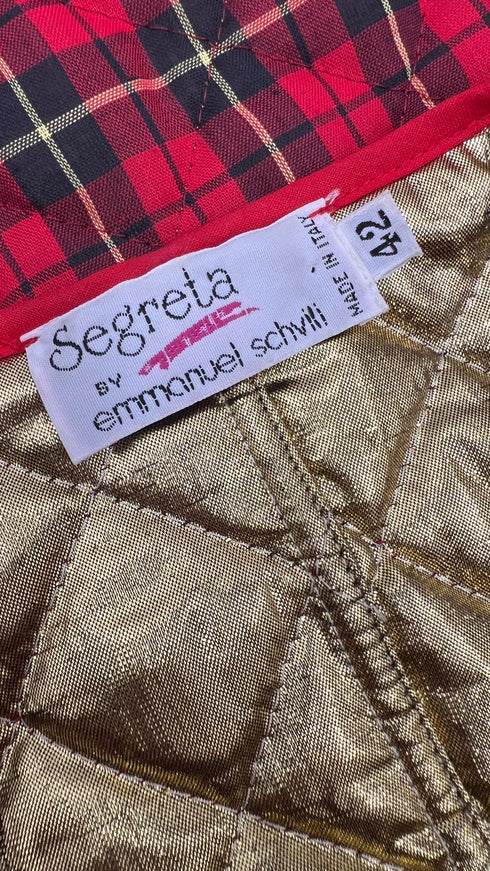 Segreta
BY
emmanuel schvili
MADE IN ITALY
42